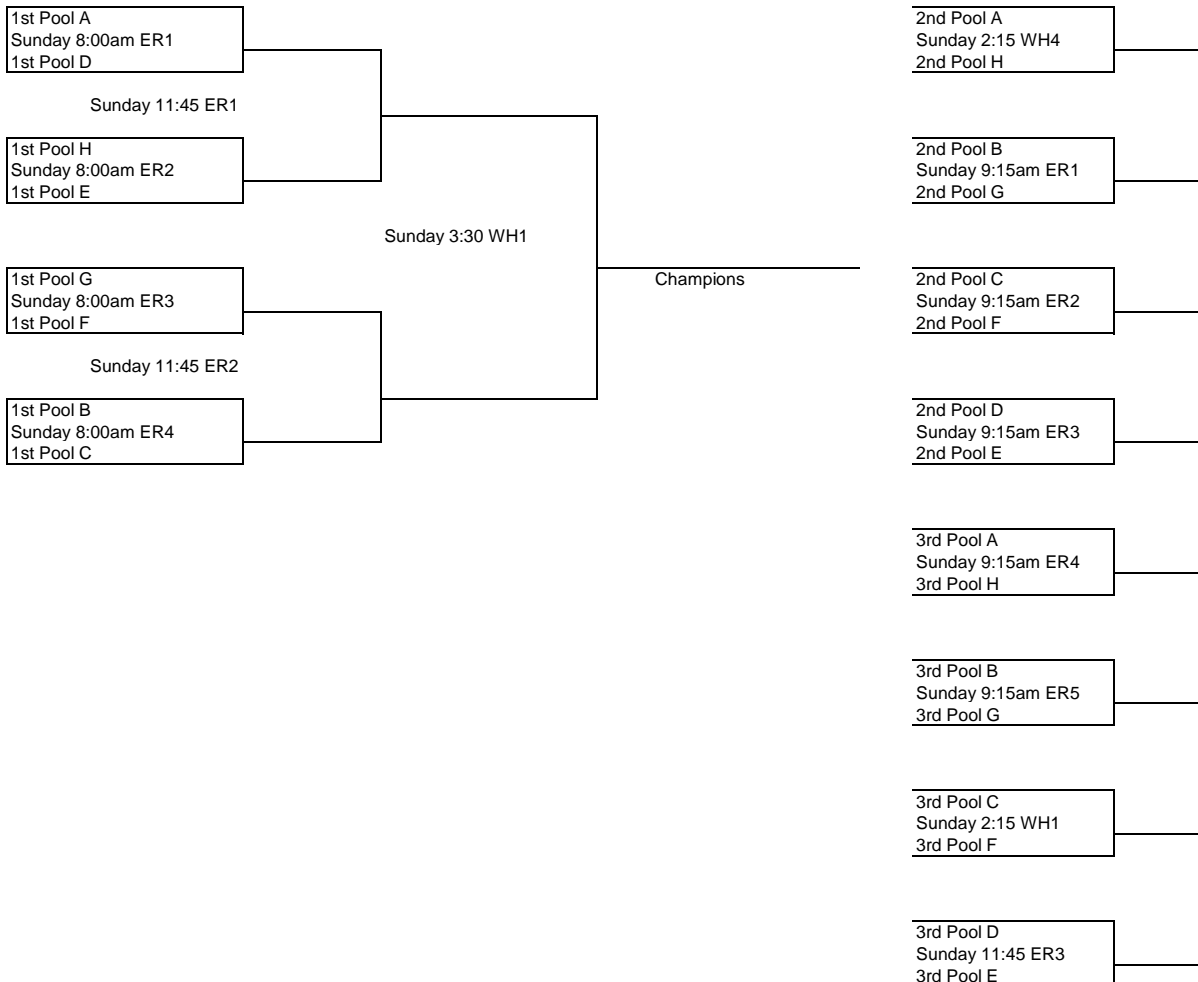 1st Pool A
Sunday 8:00am ER1
1st Pool D
Sunday 11:45 ER1
1st Pool H
Sunday 8:00am ER2
1st Pool E
Sunday 3:30 WH1
1st Pool G
Sunday 8:00am ER3
1st Pool F
Champions
Sunday 11:45 ER2
1st Pool B
Sunday 8:00am ER4
1st Pool C
2nd Pool A
Sunday 2:15 WH4
2nd Pool H
2nd Pool B
Sunday 9:15am ER1
2nd Pool G
2nd Pool C
Sunday 9:15am ER2
2nd Pool F
2nd Pool D
Sunday 9:15am ER3
2nd Pool E
3rd Pool A
Sunday 9:15am ER4
3rd Pool H
3rd Pool B
Sunday 9:15am ER5
3rd Pool G
3rd Pool C
Sunday 2:15 WH1
3rd Pool F
3rd Pool D
Sunday 11:45 ER3
3rd Pool E